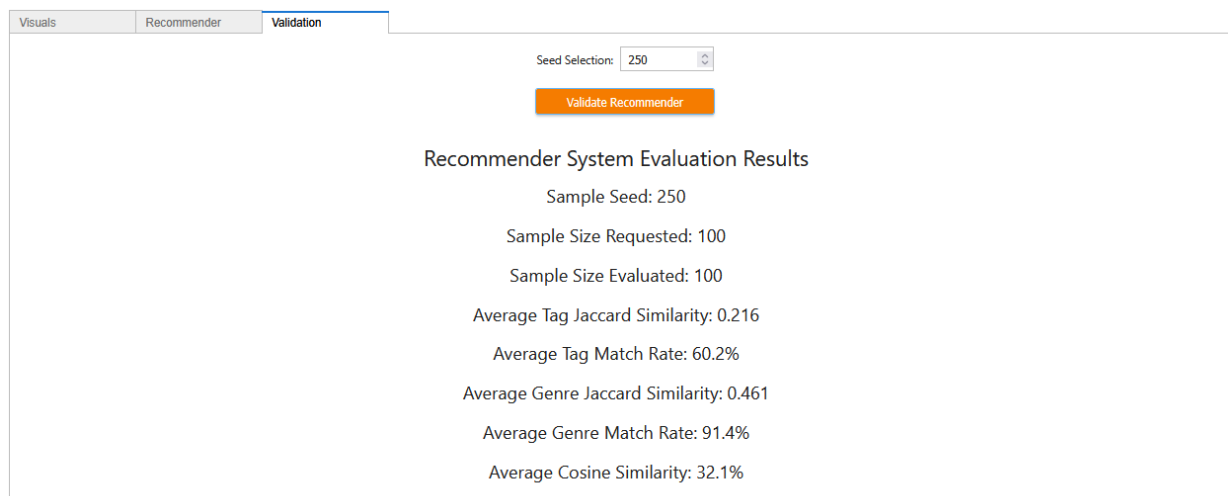 Visuals Recommender Validation
Seed Selection: 250
Validate Recommender
Recommender System Evaluation Results
Sample Seed: 250
Sample Size Requested: 100
Sample Size Evaluated: 100
Average Tag Jaccard Similarity: 0.216
Average Tag Match Rate: 60.2%
Average Genre Jaccard Similarity: 0.461
Average Genre Match Rate: 91.4%
Average Cosine Similarity: 32.1%